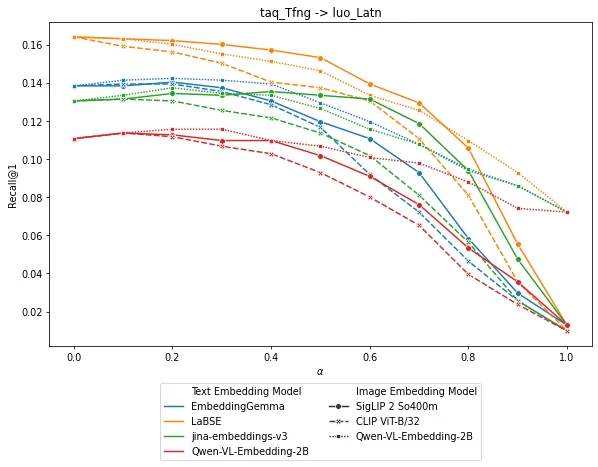 taq_Tfng -> luo_Latn
Recall@1
0.16
0.14
0.12
0.10
0.08
0.06
0.04
0.02
0.0 0.2 0.4 0.6 0.8 1.0
α
Text Embedding Model
EmbeddingGemma
LaBSE
jina-embeddings-v3
Qwen-VL-Embedding-2B
Image Embedding Model
SigLIP 2 So400m
CLIP ViT-B/32
Qwen-VL-Embedding-2B